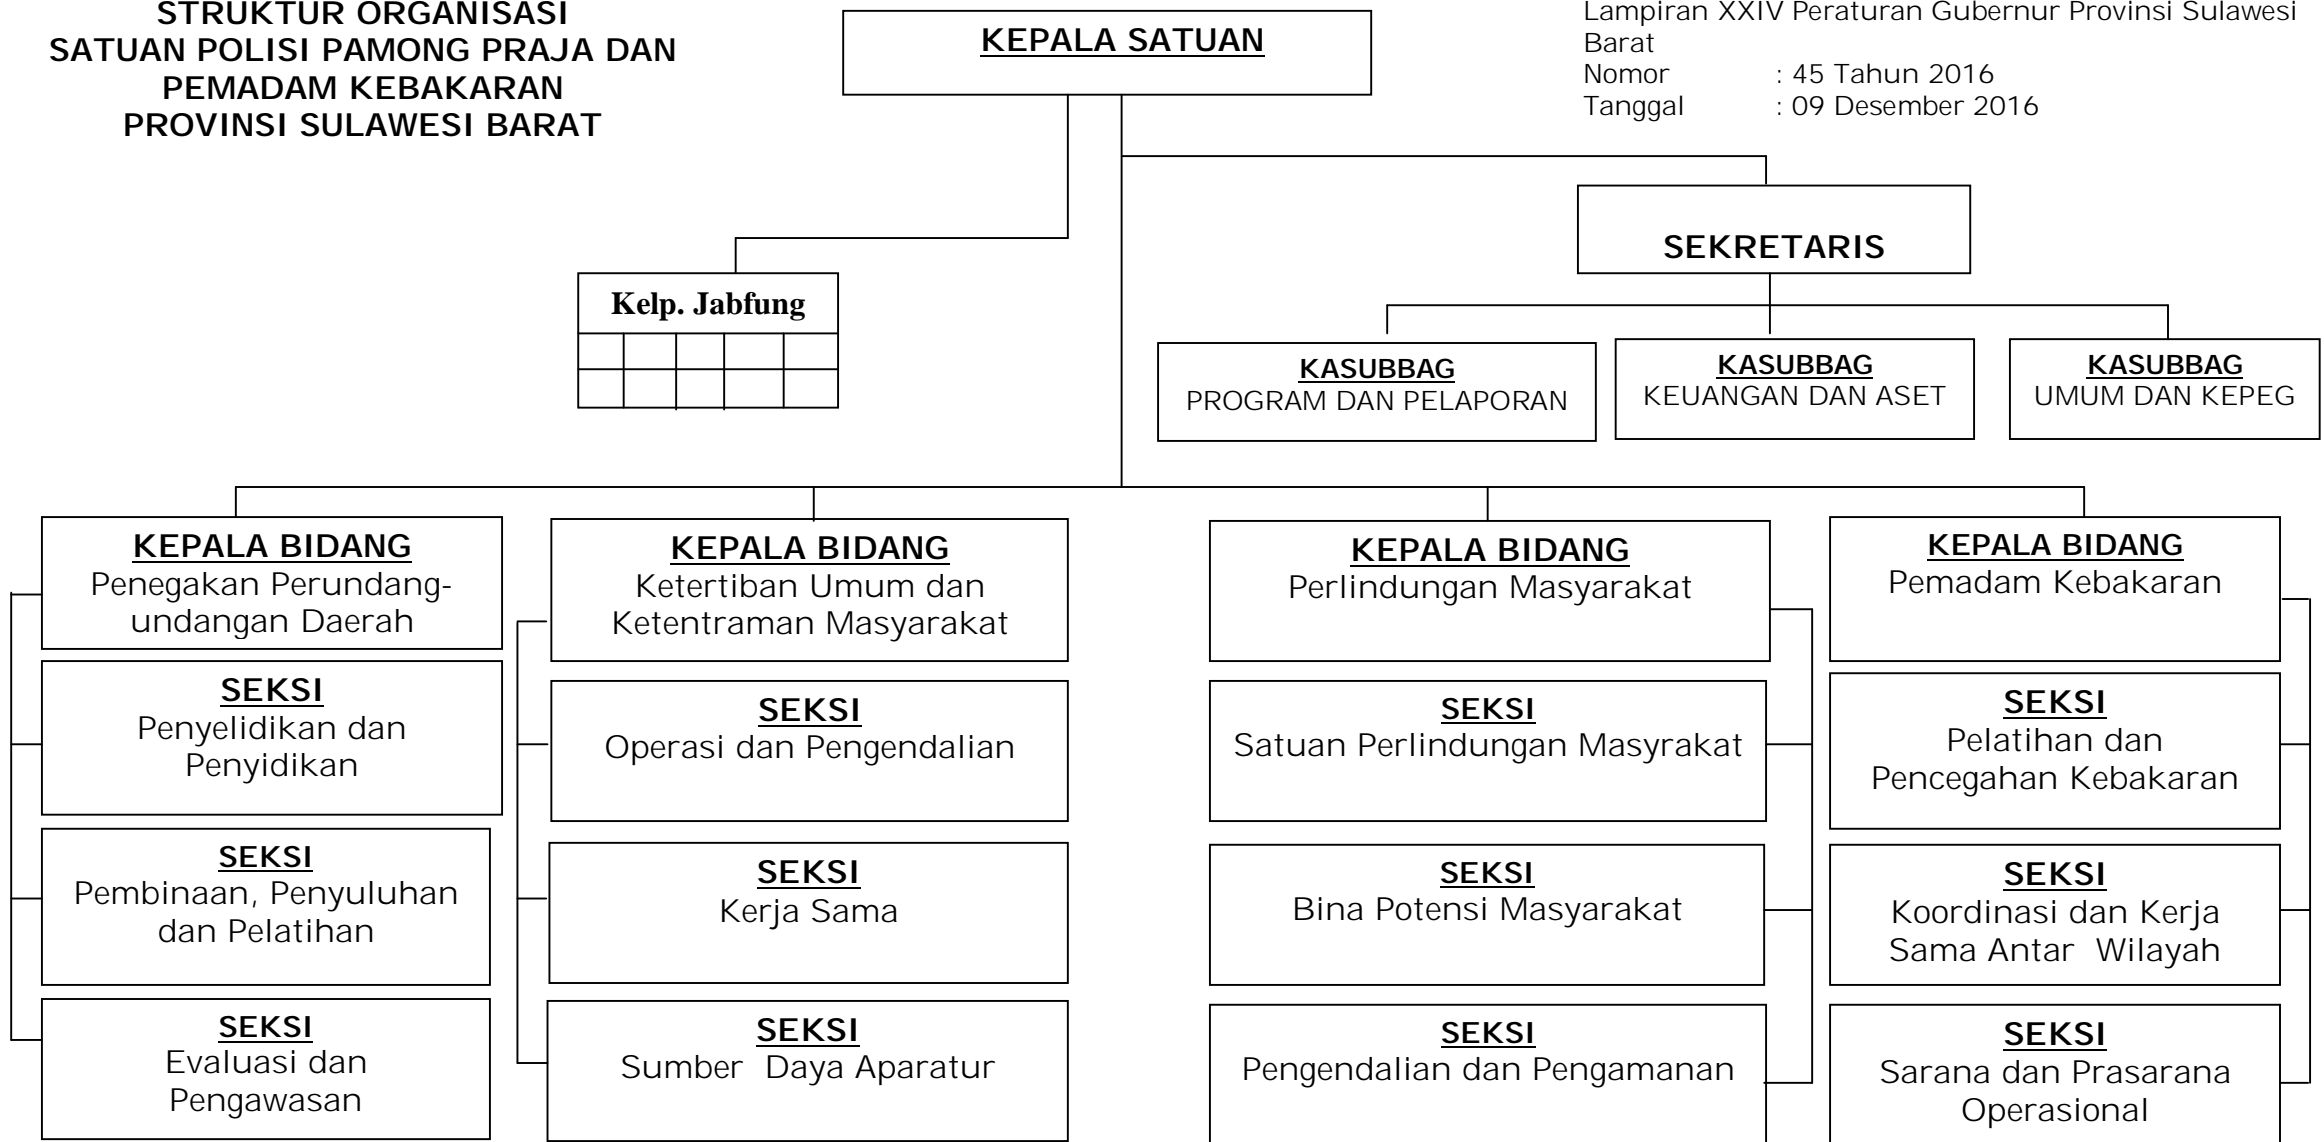 STRUKTUR ORGANISASI
SATUAN POLISI PAMONG PRAJA DAN
PEMADAM KEBAKARAN
PROVINSI SULAWESI BARAT
KEPALA SATUAN
Lampiran XXIV Peraturan Gubernur Provinsi Sulawesi
Barat
Nomor : 45 Tahun 2016
Tanggal : 09 Desember 2016
SEKRETARIS
Kelp. Jabfung
KASUBBAG
PROGRAM DAN PELAPORAN
KASUBBAG
KEUANGAN DAN ASET
KASUBBAG
UMUM DAN KEPEG
KEPALA BIDANG
Penegakan Perundang-
undangan Daerah
SEKSI
Penyelidikan dan
Penyidikan
SEKSI
Pembinaan, Penyuluhan
dan Pelatihan
SEKSI
Evaluasi dan
Pengawasan
KEPALA BIDANG
Ketertiban Umum dan
Ketentraman Masyarakat
SEKSI
Operasi dan Pengendalian
SEKSI
Kerja Sama
SEKSI
Sumber Daya Aparatur
KEPALA BIDANG
Perlindungan Masyarakat
SEKSI
Satuan Perlindungan Masyrakat
SEKSI
Bina Potensi Masyarakat
SEKSI
Pengendalian dan Pengamanan
KEPALA BIDANG
Pemadam Kebakaran
SEKSI
Pelatihan dan
Pencegahan Kebakaran
SEKSI
Koordinasi dan Kerja
Sama Antar Wilayah
SEKSI
Sarana dan Prasarana
Operasional